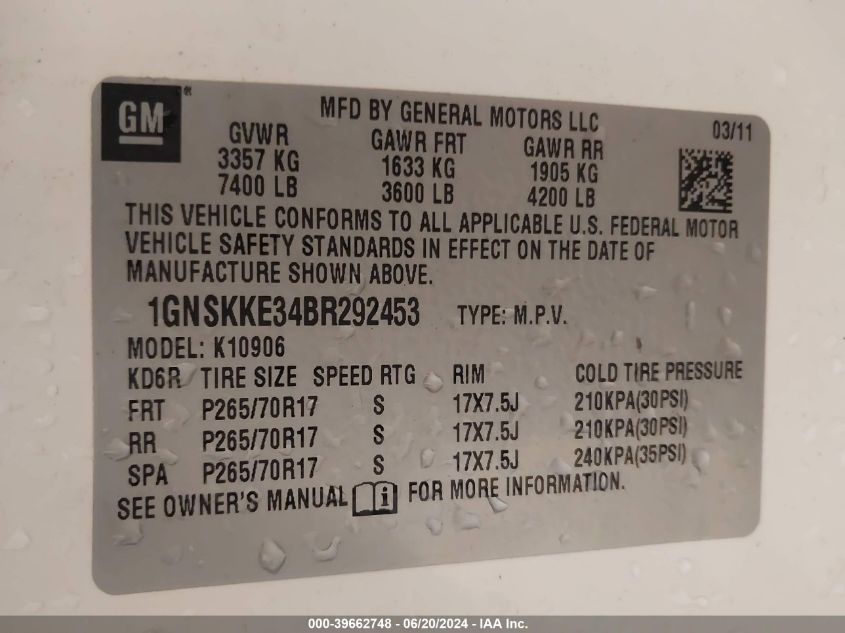 GM ®
MFD BY GENERAL MOTORS LLC 03/11
GVWR GAWR FRT GAWR RR
3357 KG 1633 KG 1905 KG
7400 LB 3600 LB 4200 LB
THIS VEHICLE CONFORMS TO ALL APPLICABLE U.S. FEDERAL MOTOR
VEHICLE SAFETY STANDARDS IN EFFECT ON THE DATE OF
MANUFACTURE SHOWN ABOVE.
1GNSKKE34BR292453 TYPE: M.P.V.
MODEL: K10906
KD6R TIRE SIZE SPEED RTG RIM COLD TIRE PRESSURE
FRT P265/70R17 S 17X7.5J 210KPA(30PSI)
RR P265/70R17 S 17X7.5J 210KPA(30PSI)
SPA P265/70R17 S 17X7.5J 240KPA(35PSI)
SEE OWNER'S MANUAL i FOR MORE INFORMATION.
000-39662748 - 06/20/2024 - IAA Inc.